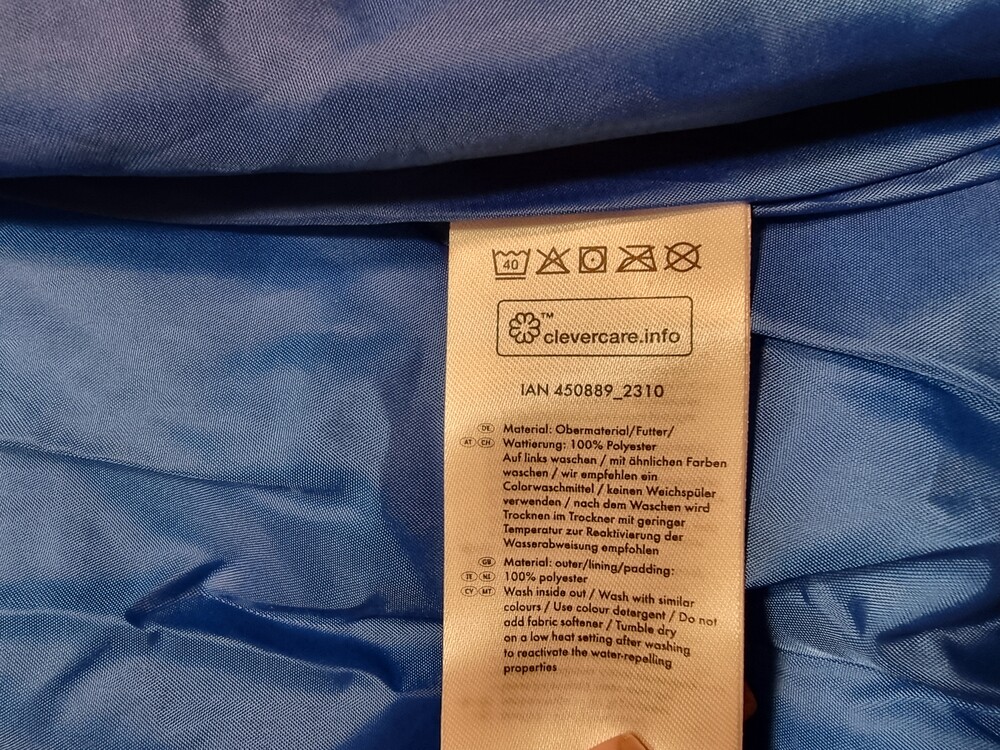 40
™
clevercare.info
IAN 450889_2310
DE Material: Obermaterial/Futter/
AT CH Wattierung: 100% Polyester
Auf links waschen / mit ähnlichen Farben
waschen / wir empfehlen ein
Colorwaschmittel / keinen Weichspüler
verwenden / nach dem Waschen wird
Trocknen im Trockner mit geringer
Temperatur zur Reaktivierung der
Wasserabweisung empfohlen
GB Material: outer/lining/padding:
IE NI 100% polyester
CY MT Wash inside out / Wash with similar
colours / Use colour detergent / Do not
add fabric softener / Tumble dry
on a low heat setting after washing
to reactivate the water-repelling
properties